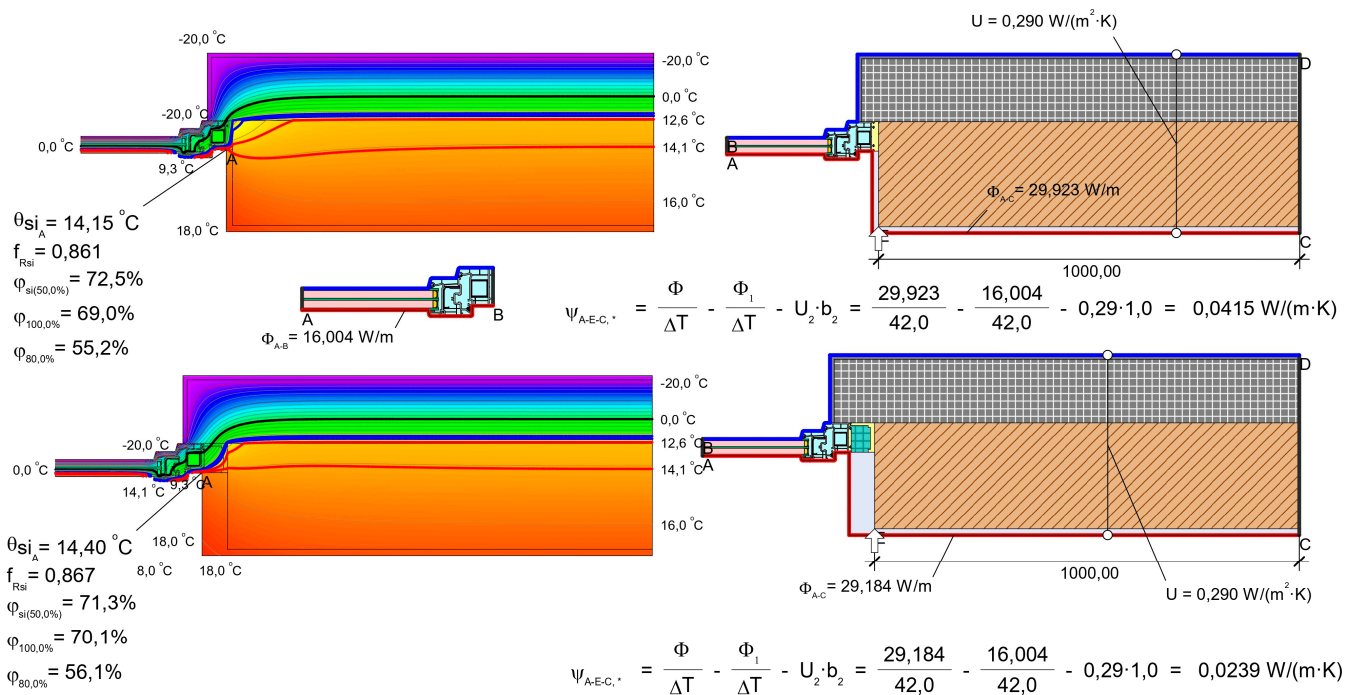 -20,0 °C
-20,0 °C
0,0 °C
12,6 °C
14,1 °C
16,0 °C
-20,0 °C
0,0 °C
9,3 °C
A
18,0 °C
θsi_A = 14,15 °C
f_Rsi = 0,861
φ_si(50,0%) = 72,5%
φ_100,0% = 69,0%
φ_80,0% = 55,2%
U = 0,290 W/(m²·K)
D
B
A
Φ_A-C = 29,923 W/m
C
1000,00
A
B
Φ_A-B = 16,004 W/m
ψ_A-E-C, * = Φ/ΔT - Φ₁/ΔT - U₂·b₂ = 29,923/42,0 - 16,004/42,0 - 0,29·1,0 = 0,0415 W/(m·K)
-20,0 °C
0,0 °C
12,6 °C
14,1 °C
16,0 °C
-20,0 °C
0,0 °C
14,1 °C
9,3 °C
A
18,0 °C
8,0 °C
18,0 °C
θsi_A = 14,40 °C
f_Rsi = 0,867
φ_si(50,0%) = 71,3%
φ_100,0% = 70,1%
φ_80,0% = 56,1%
D
B
A
C
1000,00
Φ_A-C = 29,184 W/m
U = 0,290 W/(m²·K)
ψ_A-E-C, * = Φ/ΔT - Φ₁/ΔT - U₂·b₂ = 29,184/42,0 - 16,004/42,0 - 0,29·1,0 = 0,0239 W/(m·K)